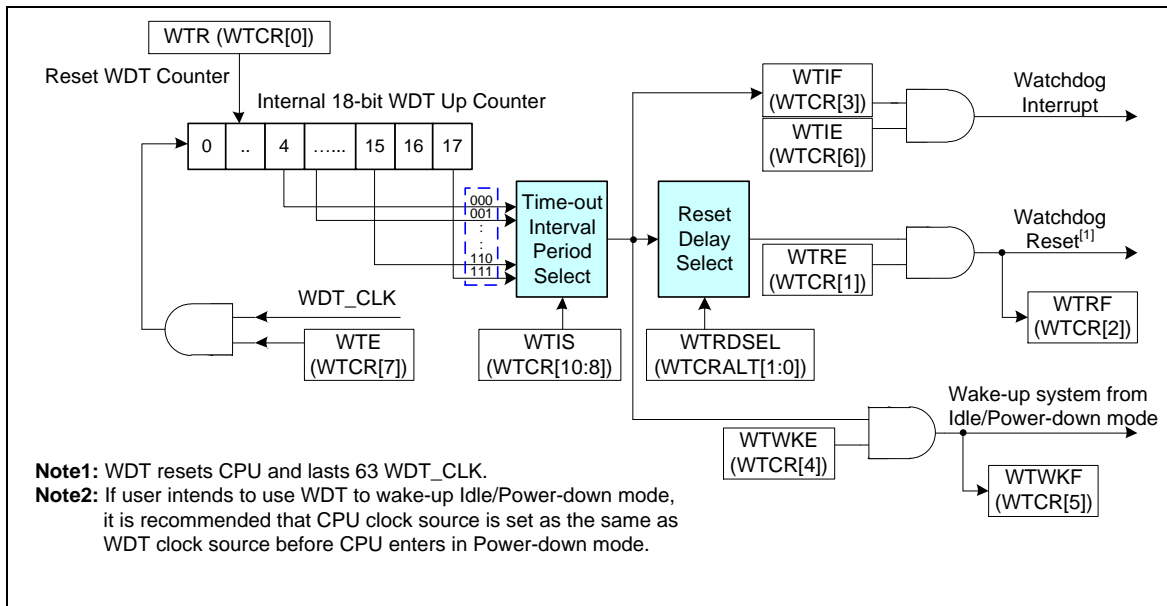 WTR (WTCR[0])
Reset WDT Counter
Internal 18-bit WDT Up Counter
0 .. 4 …... 15 16 17
000
001
:
:
110
111
Time-out
Interval
Period
Select
Reset
Delay
Select
WTIF
(WTCR[3])
WTIE
(WTCR[6])
Watchdog
Interrupt
WTRE
(WTCR[1])
Watchdog
Reset[1]
WTRF
(WTCR[2])
WDT_CLK
WTE
(WTCR[7])
WTIS
(WTCR[10:8])
WTRDSEL
(WTCRALT[1:0])
WTWKE
(WTCR[4])
Wake-up system from
Idle/Power-down mode
WTWKF
(WTCR[5])
Note1: WDT resets CPU and lasts 63 WDT_CLK.
Note2: If user intends to use WDT to wake-up Idle/Power-down mode,
it is recommended that CPU clock source is set as the same as
WDT clock source before CPU enters in Power-down mode.